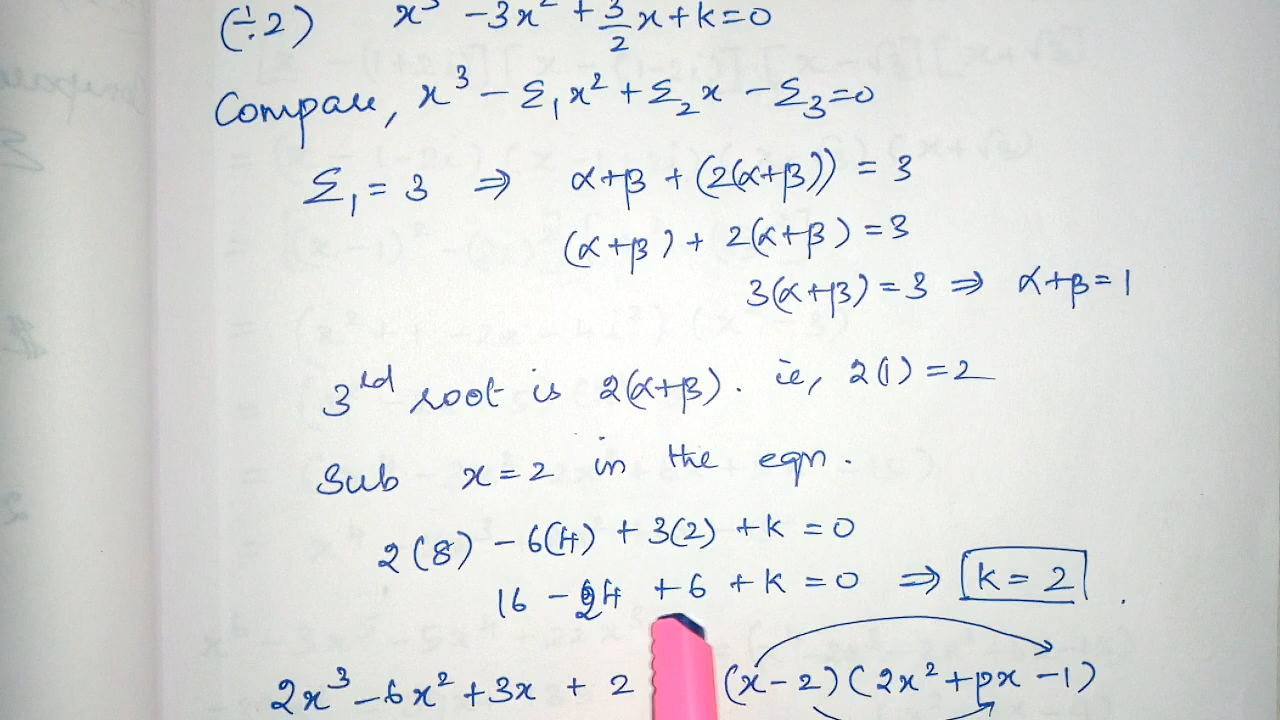 (÷2) x³ -3x² + 3/2 x + k = 0
Compare, x³ - Σ₁x² + Σ₂x - Σ₃ = 0
Σ₁ = 3 ⇒ α+β + (2(α+β)) = 3
(α+β) + 2(α+β) = 3
3(α+β) = 3 ⇒ α+β = 1
3rd root is 2(α+β). ie, 2(1) = 2
Sub x = 2 in the eqn.
2(8) - 6(4) + 3(2) + k = 0
16 - 24 + 6 + k = 0 ⇒ k = 2.
2x³ - 6x² + 3x + 2 (x-2)(2x² + px - 1)